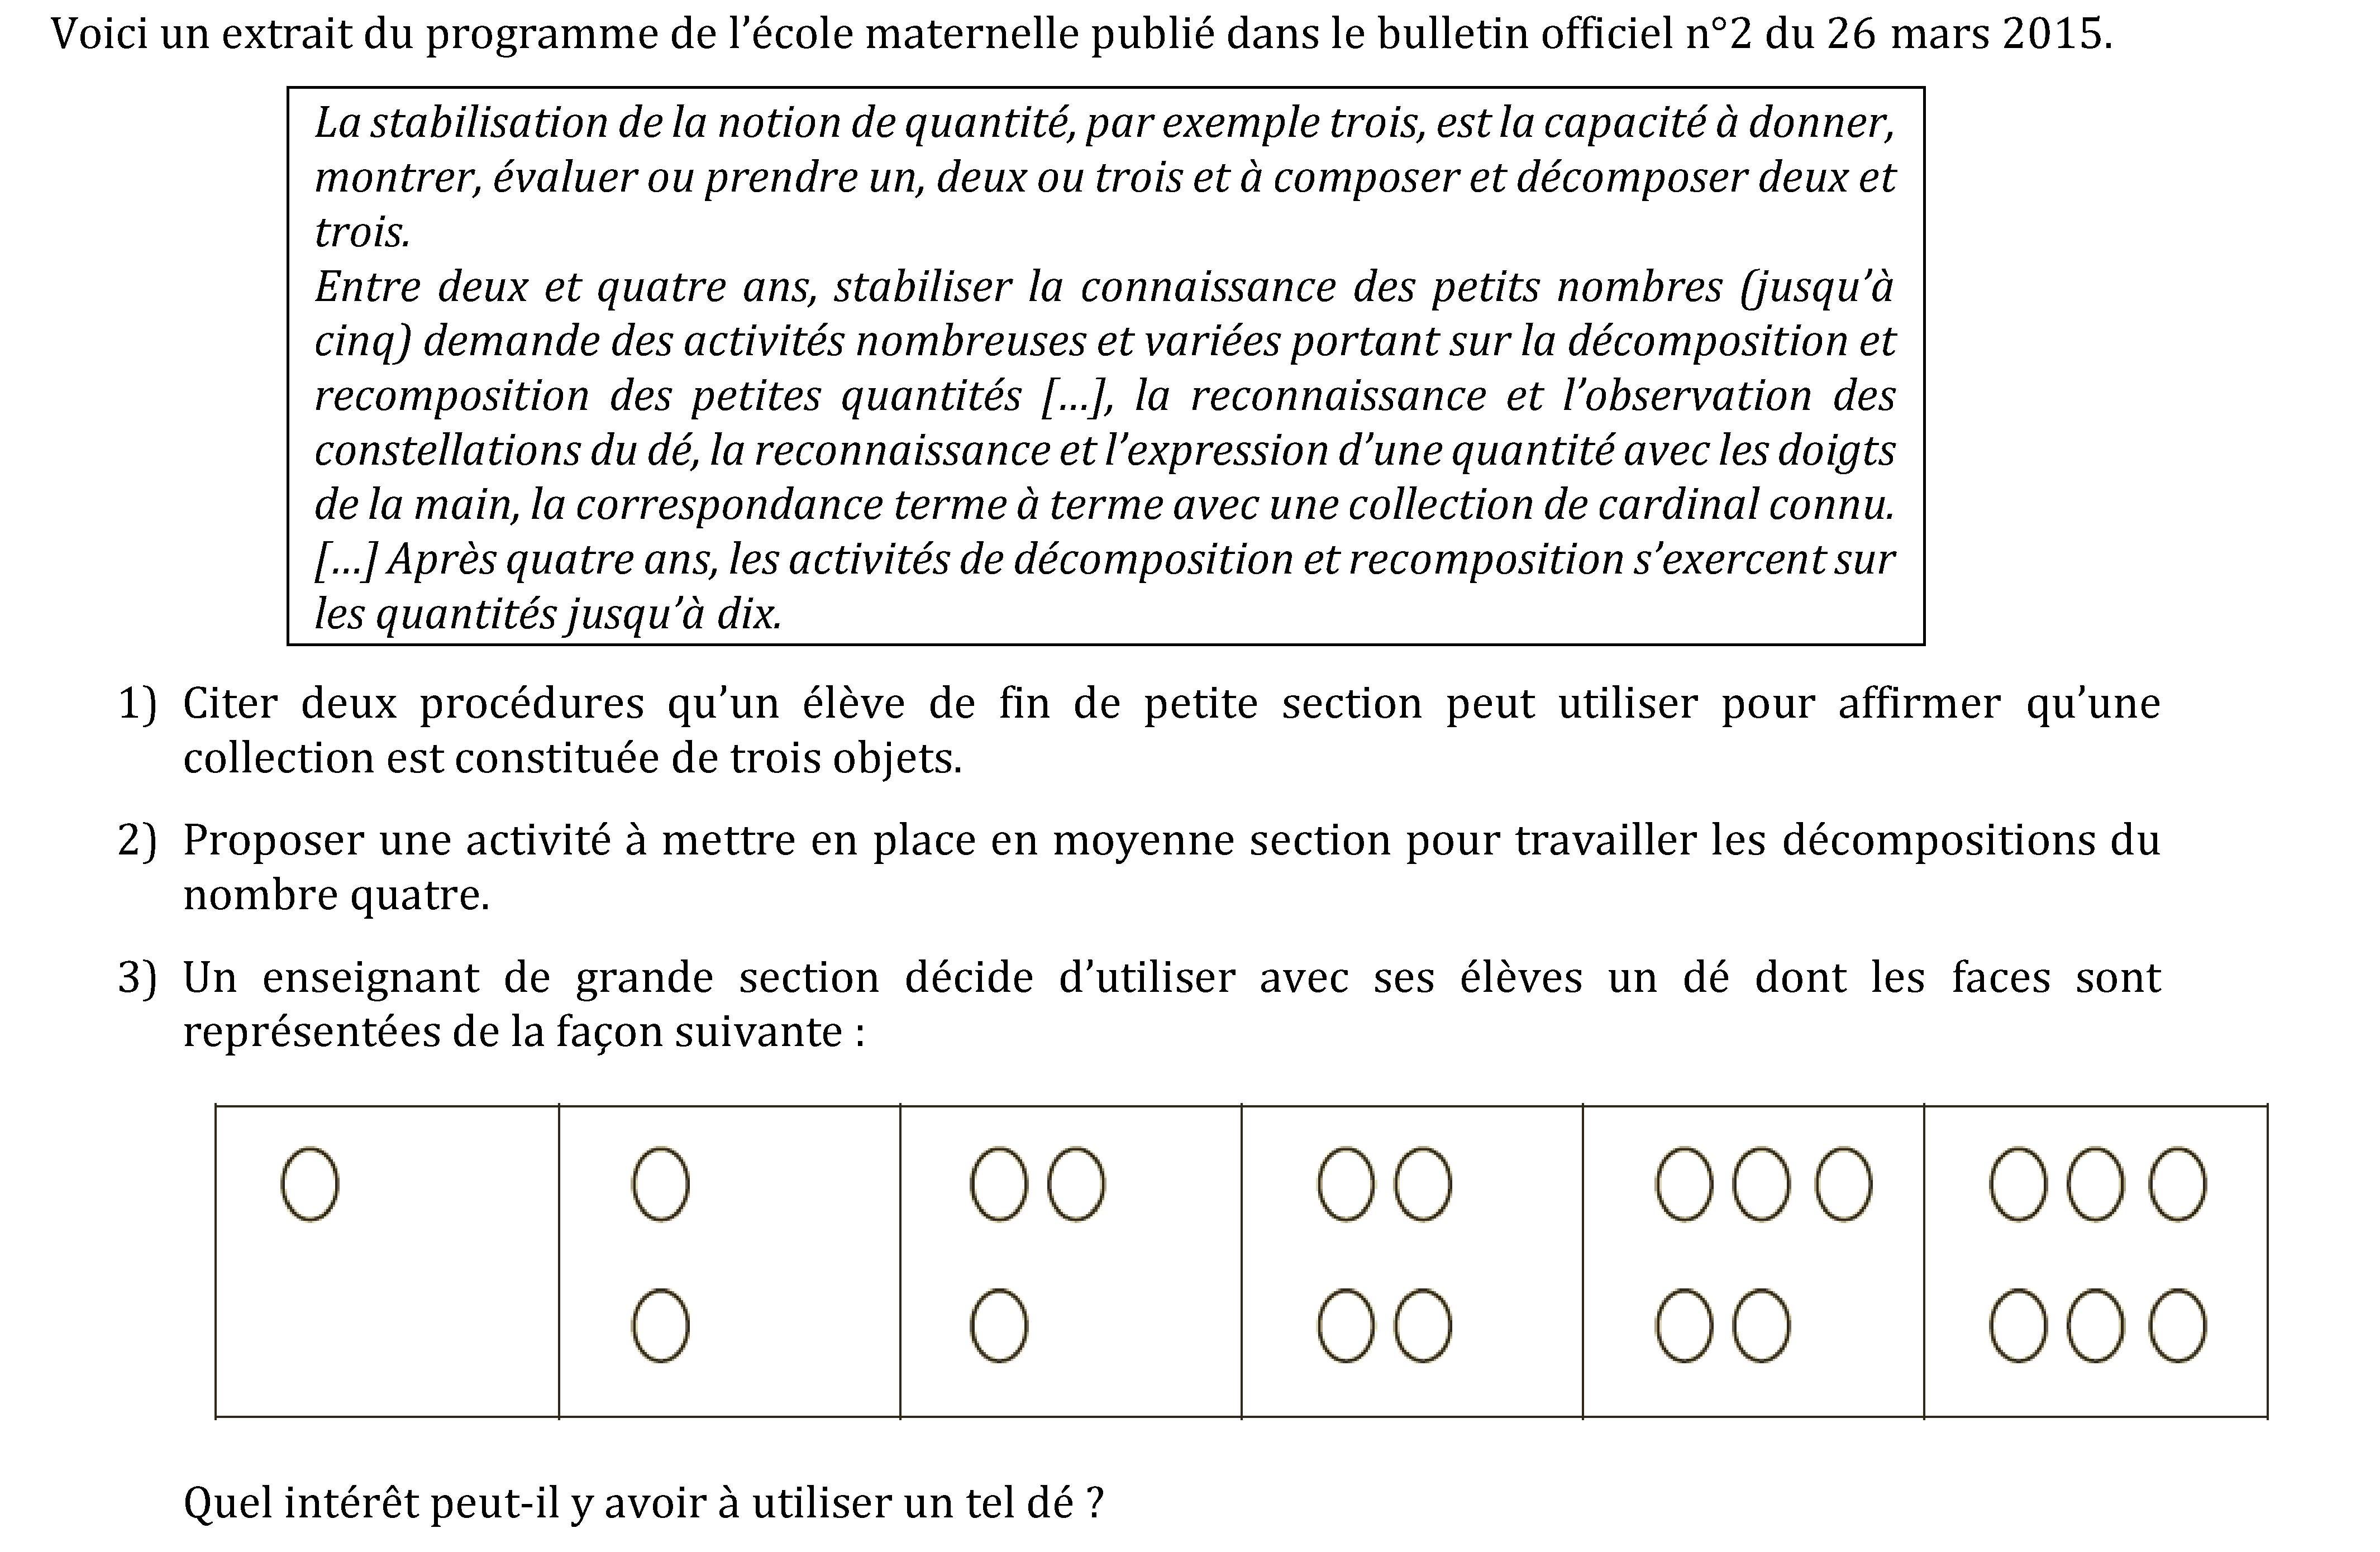 Voici un extrait du programme de l’école maternelle publié dans le bulletin officiel n°2 du 26 mars 2015.
La stabilisation de la notion de quantité, par exemple trois, est la capacité à donner,
montrer, évaluer ou prendre un, deux ou trois et à composer et décomposer deux et
trois.
Entre deux et quatre ans, stabiliser la connaissance des petits nombres (jusqu’à
cinq) demande des activités nombreuses et variées portant sur la décomposition et
recomposition des petites quantités […], la reconnaissance et l’observation des
constellations du dé, la reconnaissance et l’expression d’une quantité avec les doigts
de la main, la correspondance terme à terme avec une collection de cardinal connu.
[…] Après quatre ans, les activités de décomposition et recomposition s’exercent sur
les quantités jusqu’à dix.
1) Citer deux procédures qu’un élève de fin de petite section peut utiliser pour affirmer qu’une
collection est constituée de trois objets.
2) Proposer une activité à mettre en place en moyenne section pour travailler les décompositions du
nombre quatre.
3) Un enseignant de grande section décide d’utiliser avec ses élèves un dé dont les faces sont
représentées de la façon suivante :
Quel intérêt peut-il y avoir à utiliser un tel dé ?